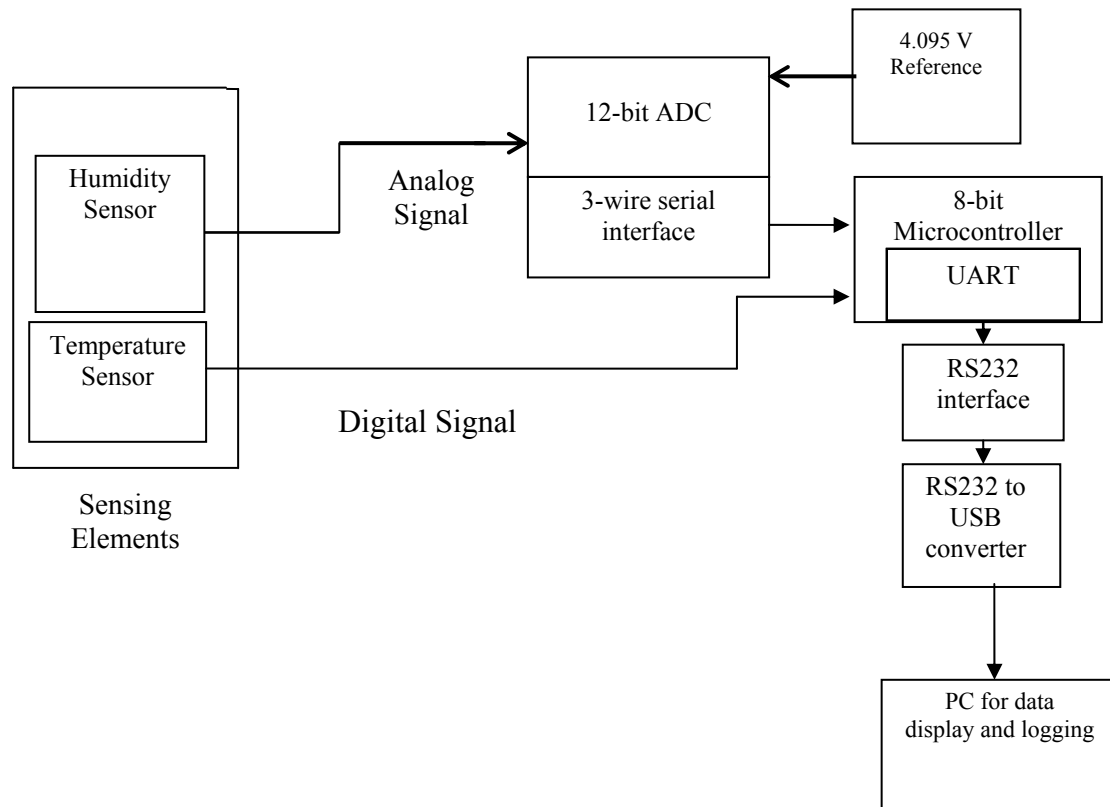 4.095 V
Reference
12-bit ADC
3-wire serial
interface
Humidity
Sensor
Analog
Signal
8-bit
Microcontroller
UART
Temperature
Sensor
Digital Signal
RS232
interface
Sensing
Elements
RS232 to
USB
converter
PC for data
display and logging